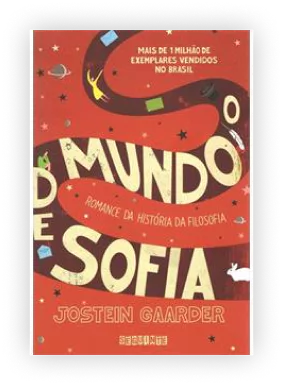 MAIS DE 1 MILHÃO DE
EXEMPLARES VENDIDOS
NO BRASIL
O
MUNDO
DE
SOFIA
ROMANCE DA HISTÓRIA DA FILOSOFIA
JOSTEIN GAARDER
SEGUINTE